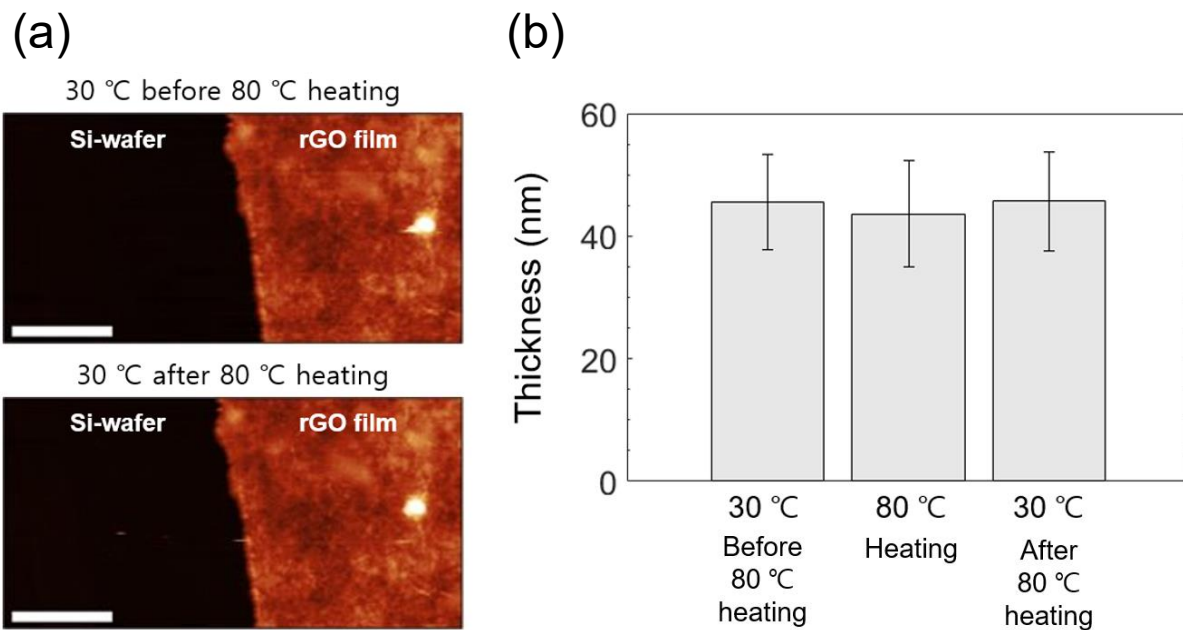 (a)
30 ℃ before 80 ℃ heating
Si-wafer rGO film
30 ℃ after 80 ℃ heating
Si-wafer rGO film
(b)
Thickness (nm)
60
40
20
0
30 ℃
Before
80 ℃
heating
80 ℃
Heating
30 ℃
After
80 ℃
heating